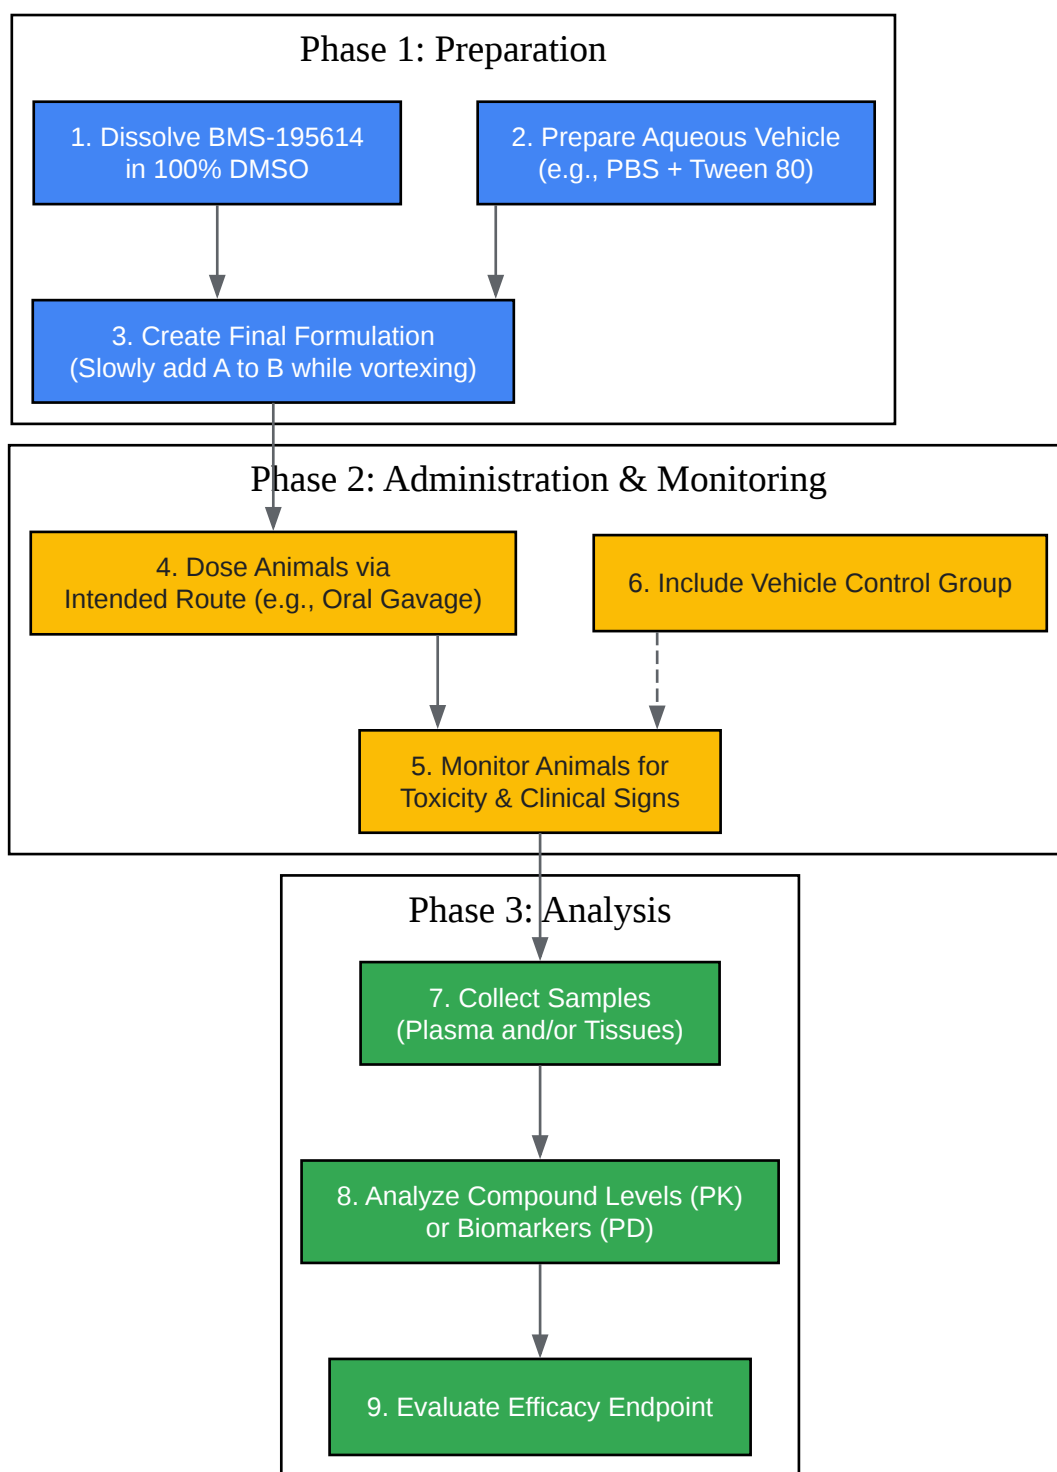 Phase 1: Preparation
1. Dissolve BMS-195614
in 100% DMSO
2. Prepare Aqueous Vehicle
(e.g., PBS + Tween 80)
3. Create Final Formulation
(Slowly add A to B while vortexing)
Phase 2: Administration & Monitoring
4. Dose Animals via
Intended Route (e.g., Oral Gavage)
6. Include Vehicle Control Group
5. Monitor Animals for
Toxicity & Clinical Signs
Phase 3: Analysis
7. Collect Samples
(Plasma and/or Tissues)
8. Analyze Compound Levels (PK)
or Biomarkers (PD)
9. Evaluate Efficacy Endpoint